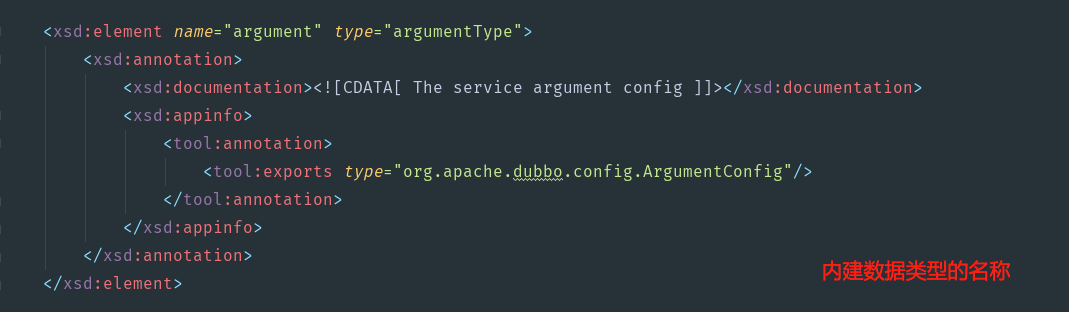 <xsd:element name="argument" type="argumentType">
<xsd:annotation>
<xsd:documentation><![CDATA[ The service argument config ]]></xsd:documentation>
<xsd:appinfo>
<tool:annotation>
<tool:exports type="org.apache.dubbo.config.ArgumentConfig"/>
</tool:annotation>
</xsd:appinfo>
</xsd:annotation>
内建数据类型的名称
</xsd:element>